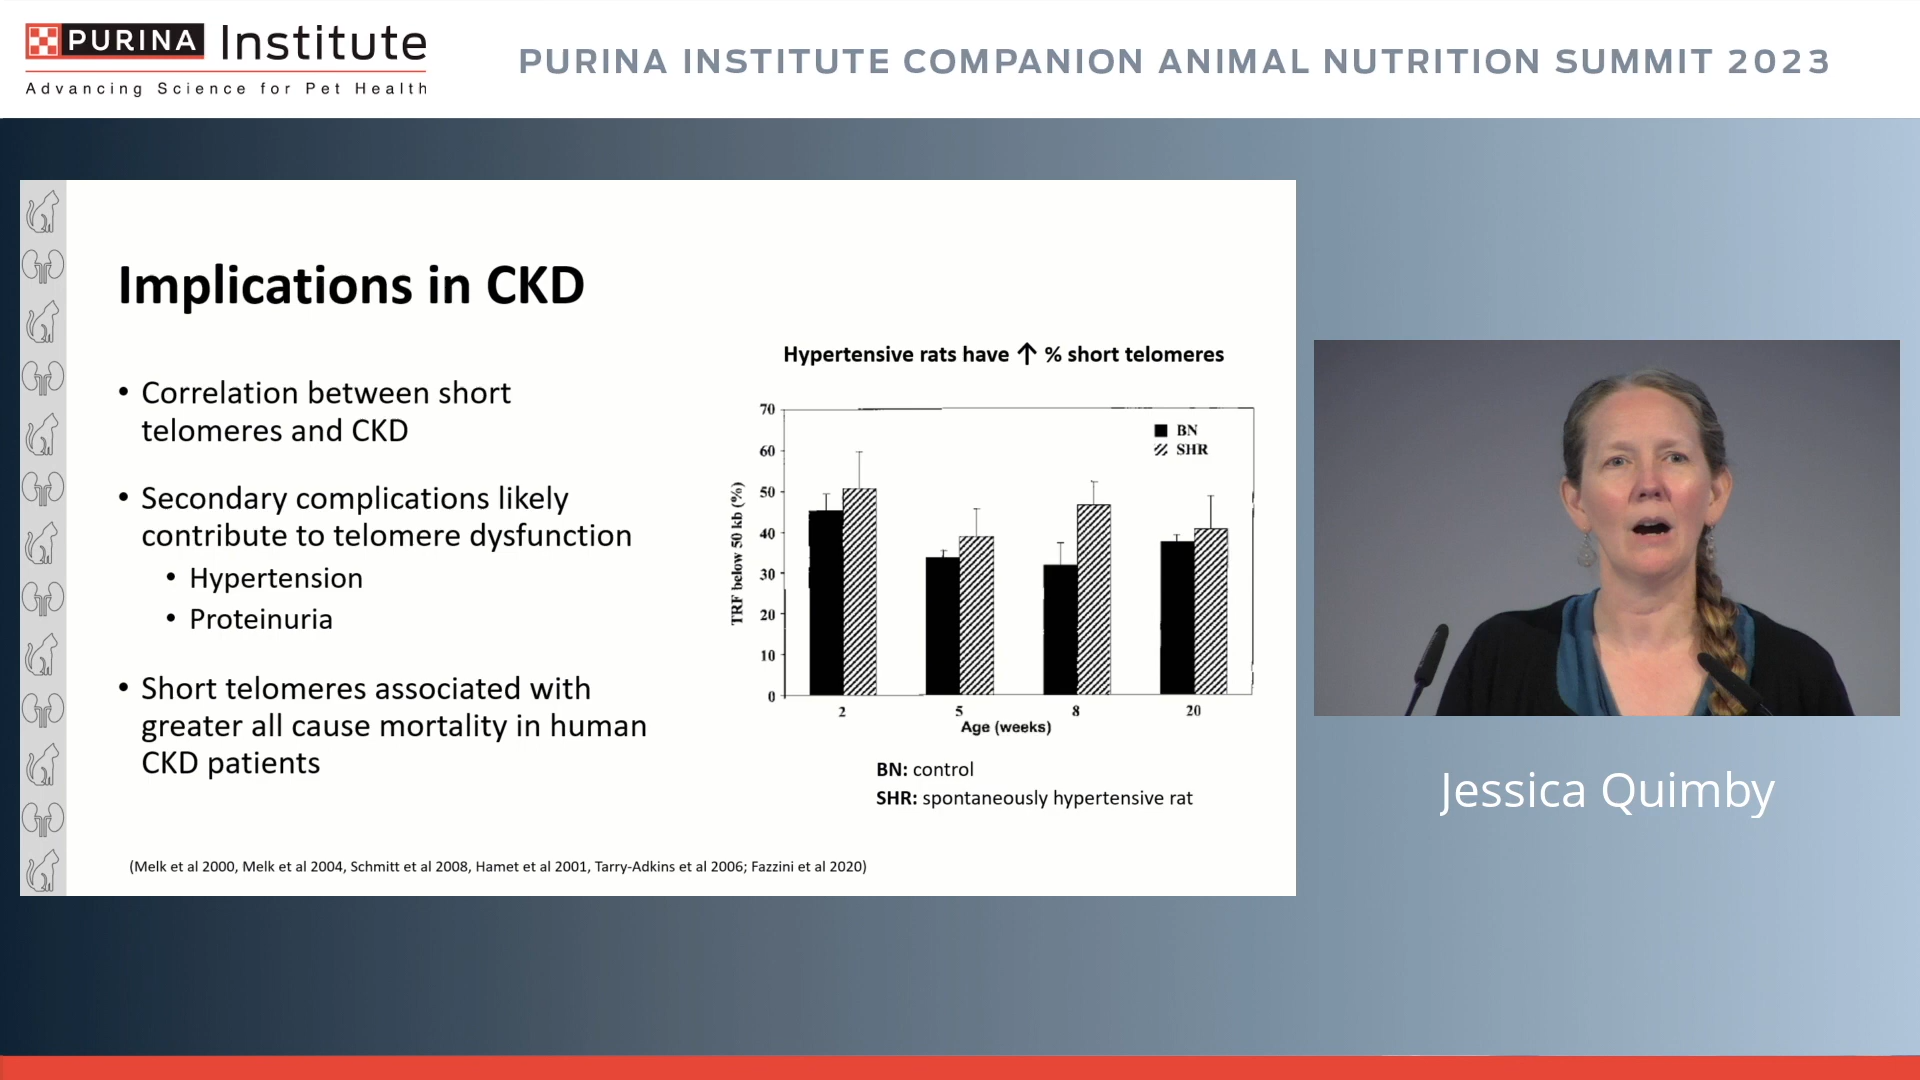 PURINA Institute
Advancing Science for Pet Health
PURINA INSTITUTE COMPANION ANIMAL NUTRITION SUMMIT 2023
Implications in CKD
• Correlation between short
telomeres and CKD
• Secondary complications likely
contribute to telomere dysfunction
• Hypertension
• Proteinuria
• Short telomeres associated with
greater all cause mortality in human
CKD patients
Hypertensive rats have ↑ % short telomeres
TRF below 50 kb (%)
70
60
50
40
30
20
10
0
BN
SHR
2 5 8 20
Age (weeks)
BN: control
SHR: spontaneously hypertensive rat
(Melk et al 2000, Melk et al 2004, Schmitt et al 2008, Hamet et al 2001, Tarry-Adkins et al 2006; Fazzini et al 2020)
Jessica Quimby